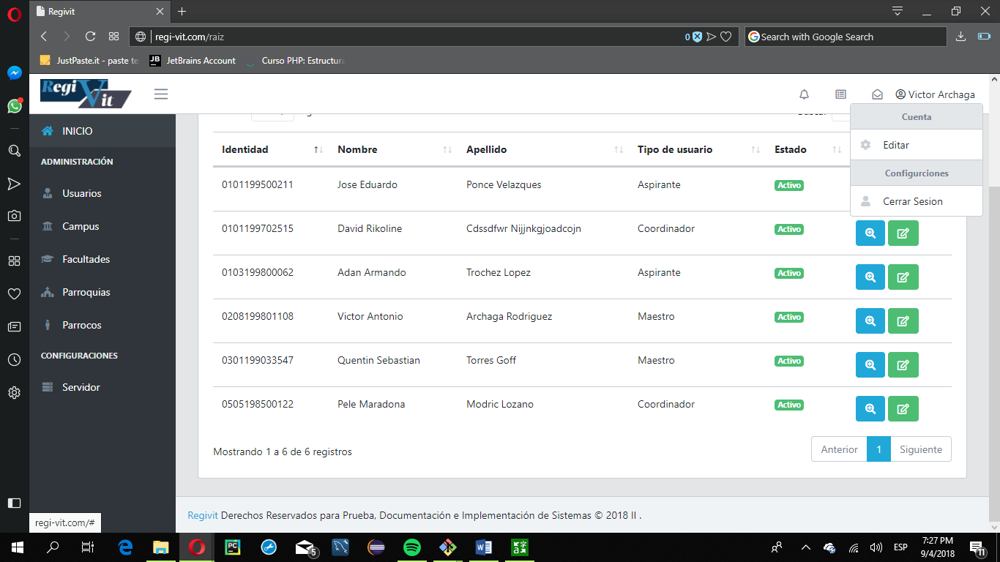 Regivit
regi-vit.com/raiz
0
Search with Google Search
JustPaste.it - paste te
JetBrains Account
Curso PHP: Estructura
Regi Vit
Victor Archaga
Cuenta
Editar
Configurciones
Cerrar Sesion
INICIO
ADMINISTRACIÓN
Usuarios
Campus
Facultades
Parroquias
Parrocos
CONFIGURACIONES
Servidor
Identidad Nombre Apellido Tipo de usuario Estado
0101199500211 Jose Eduardo Ponce Velazques Aspirante Activo
0101199702515 David Rikoline Cdssdfwr Nijjnkgjoadcojn Coordinador Activo
0103199800062 Adan Armando Trochez Lopez Aspirante Activo
0208199801108 Victor Antonio Archaga Rodriguez Maestro Activo
0301199033547 Quentin Sebastian Torres Goff Maestro Activo
0505198500122 Pele Maradona Modric Lozano Coordinador Activo
Mostrando 1 a 6 de 6 registros
Anterior 1 Siguiente
Regivit Derechos Reservados para Prueba, Documentación e Implementación de Sistemas © 2018 II .
regi-vit.com/#
5
ESP
7:27 PM
9/4/2018
11